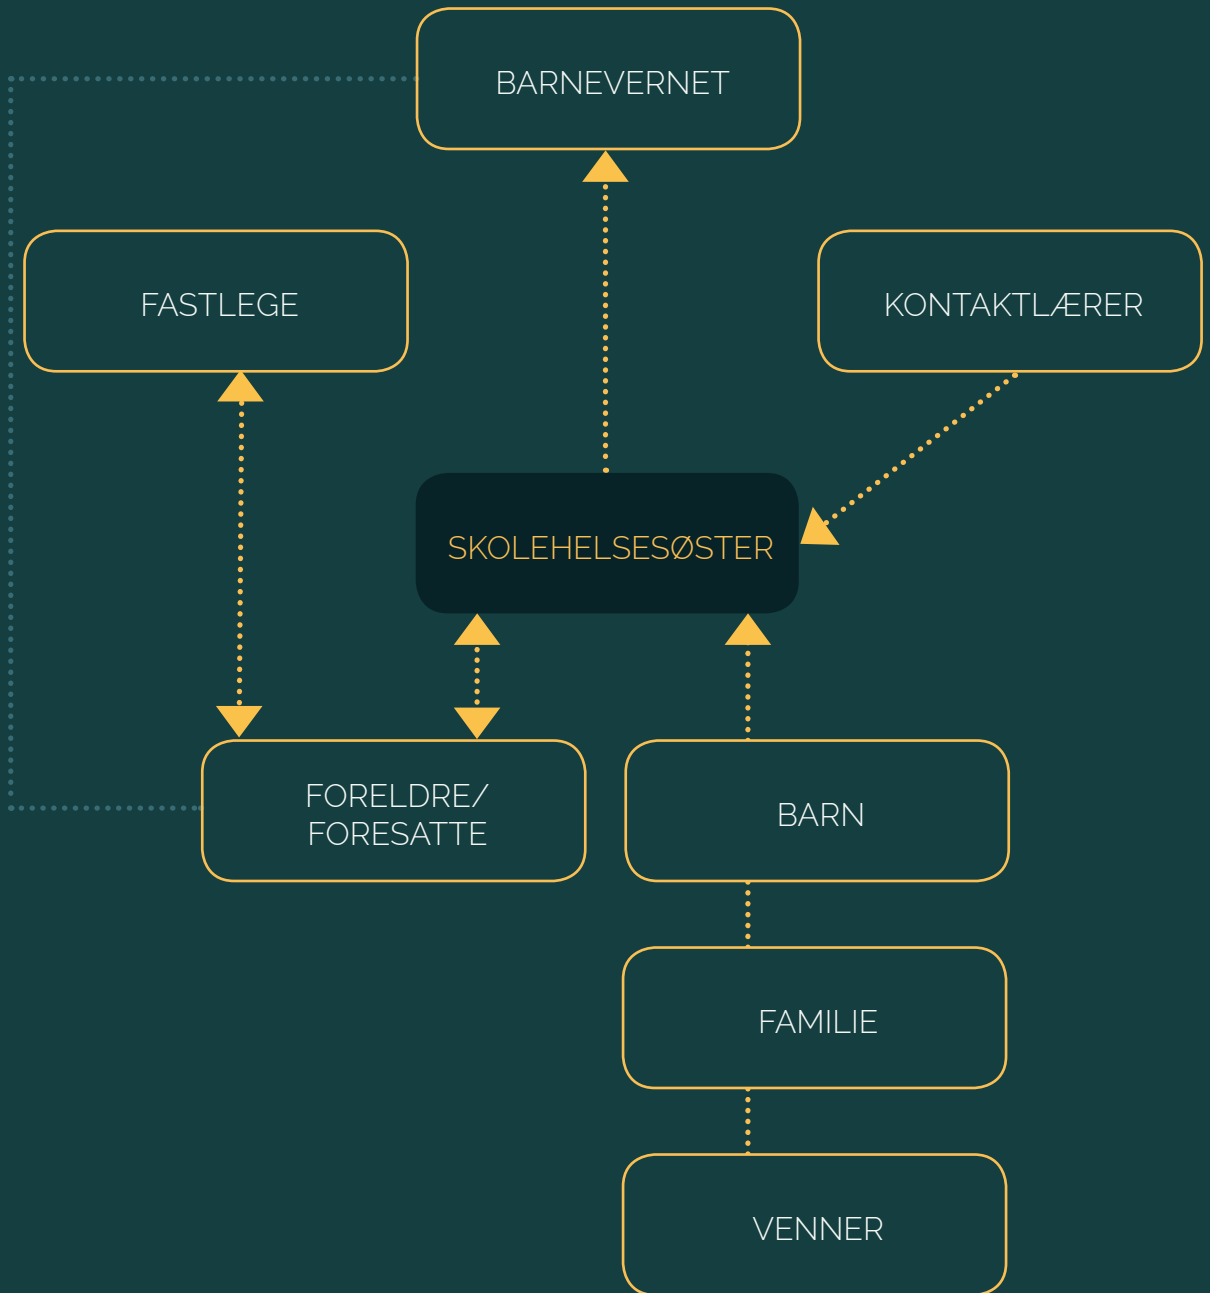 BARNEVERNET
FASTLEGE
KONTAKTLÆRER
SKOLEHELSESØSTER
FORELDRE/
FORESATTE
BARN
FAMILIE
VENNER